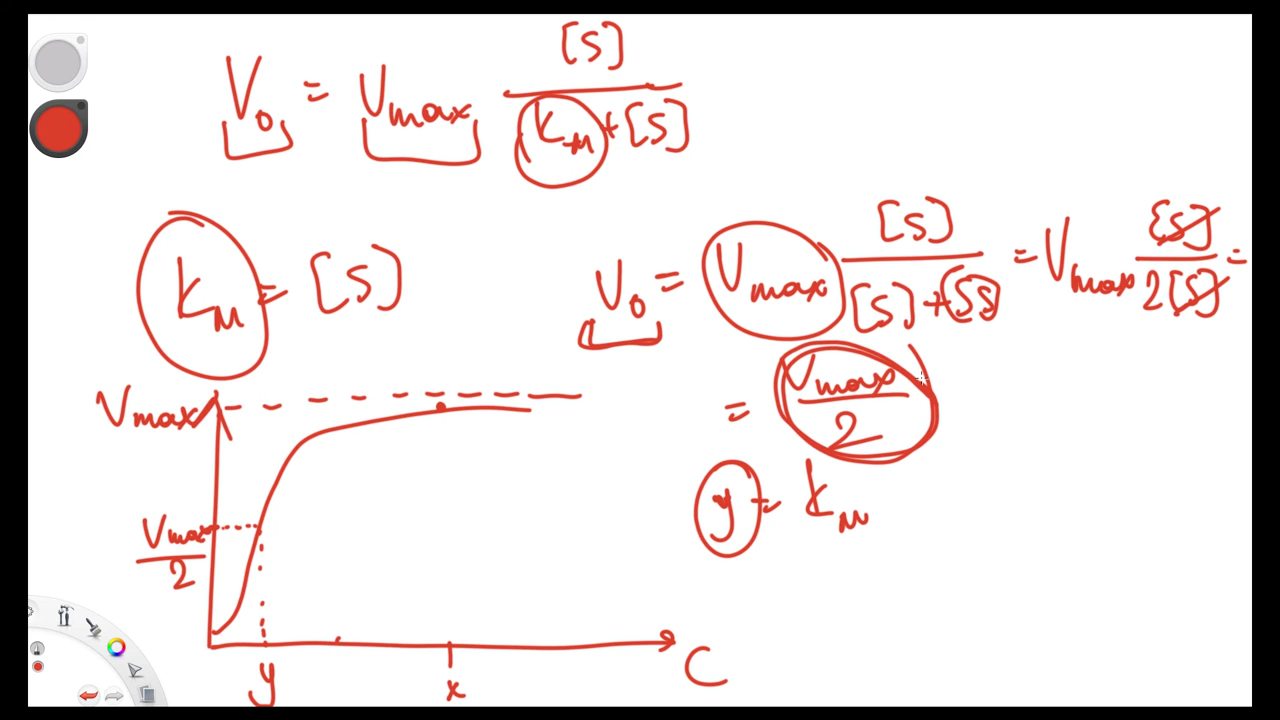 V₀ = Vmax [S] / (KM + [S])
KM = [S]
V₀ = Vmax [S] / ([S] + [S]) = Vmax [S] / 2[S] =
= Vmax / 2
y = KM
Vmax
Vmax / 2
y
x
C